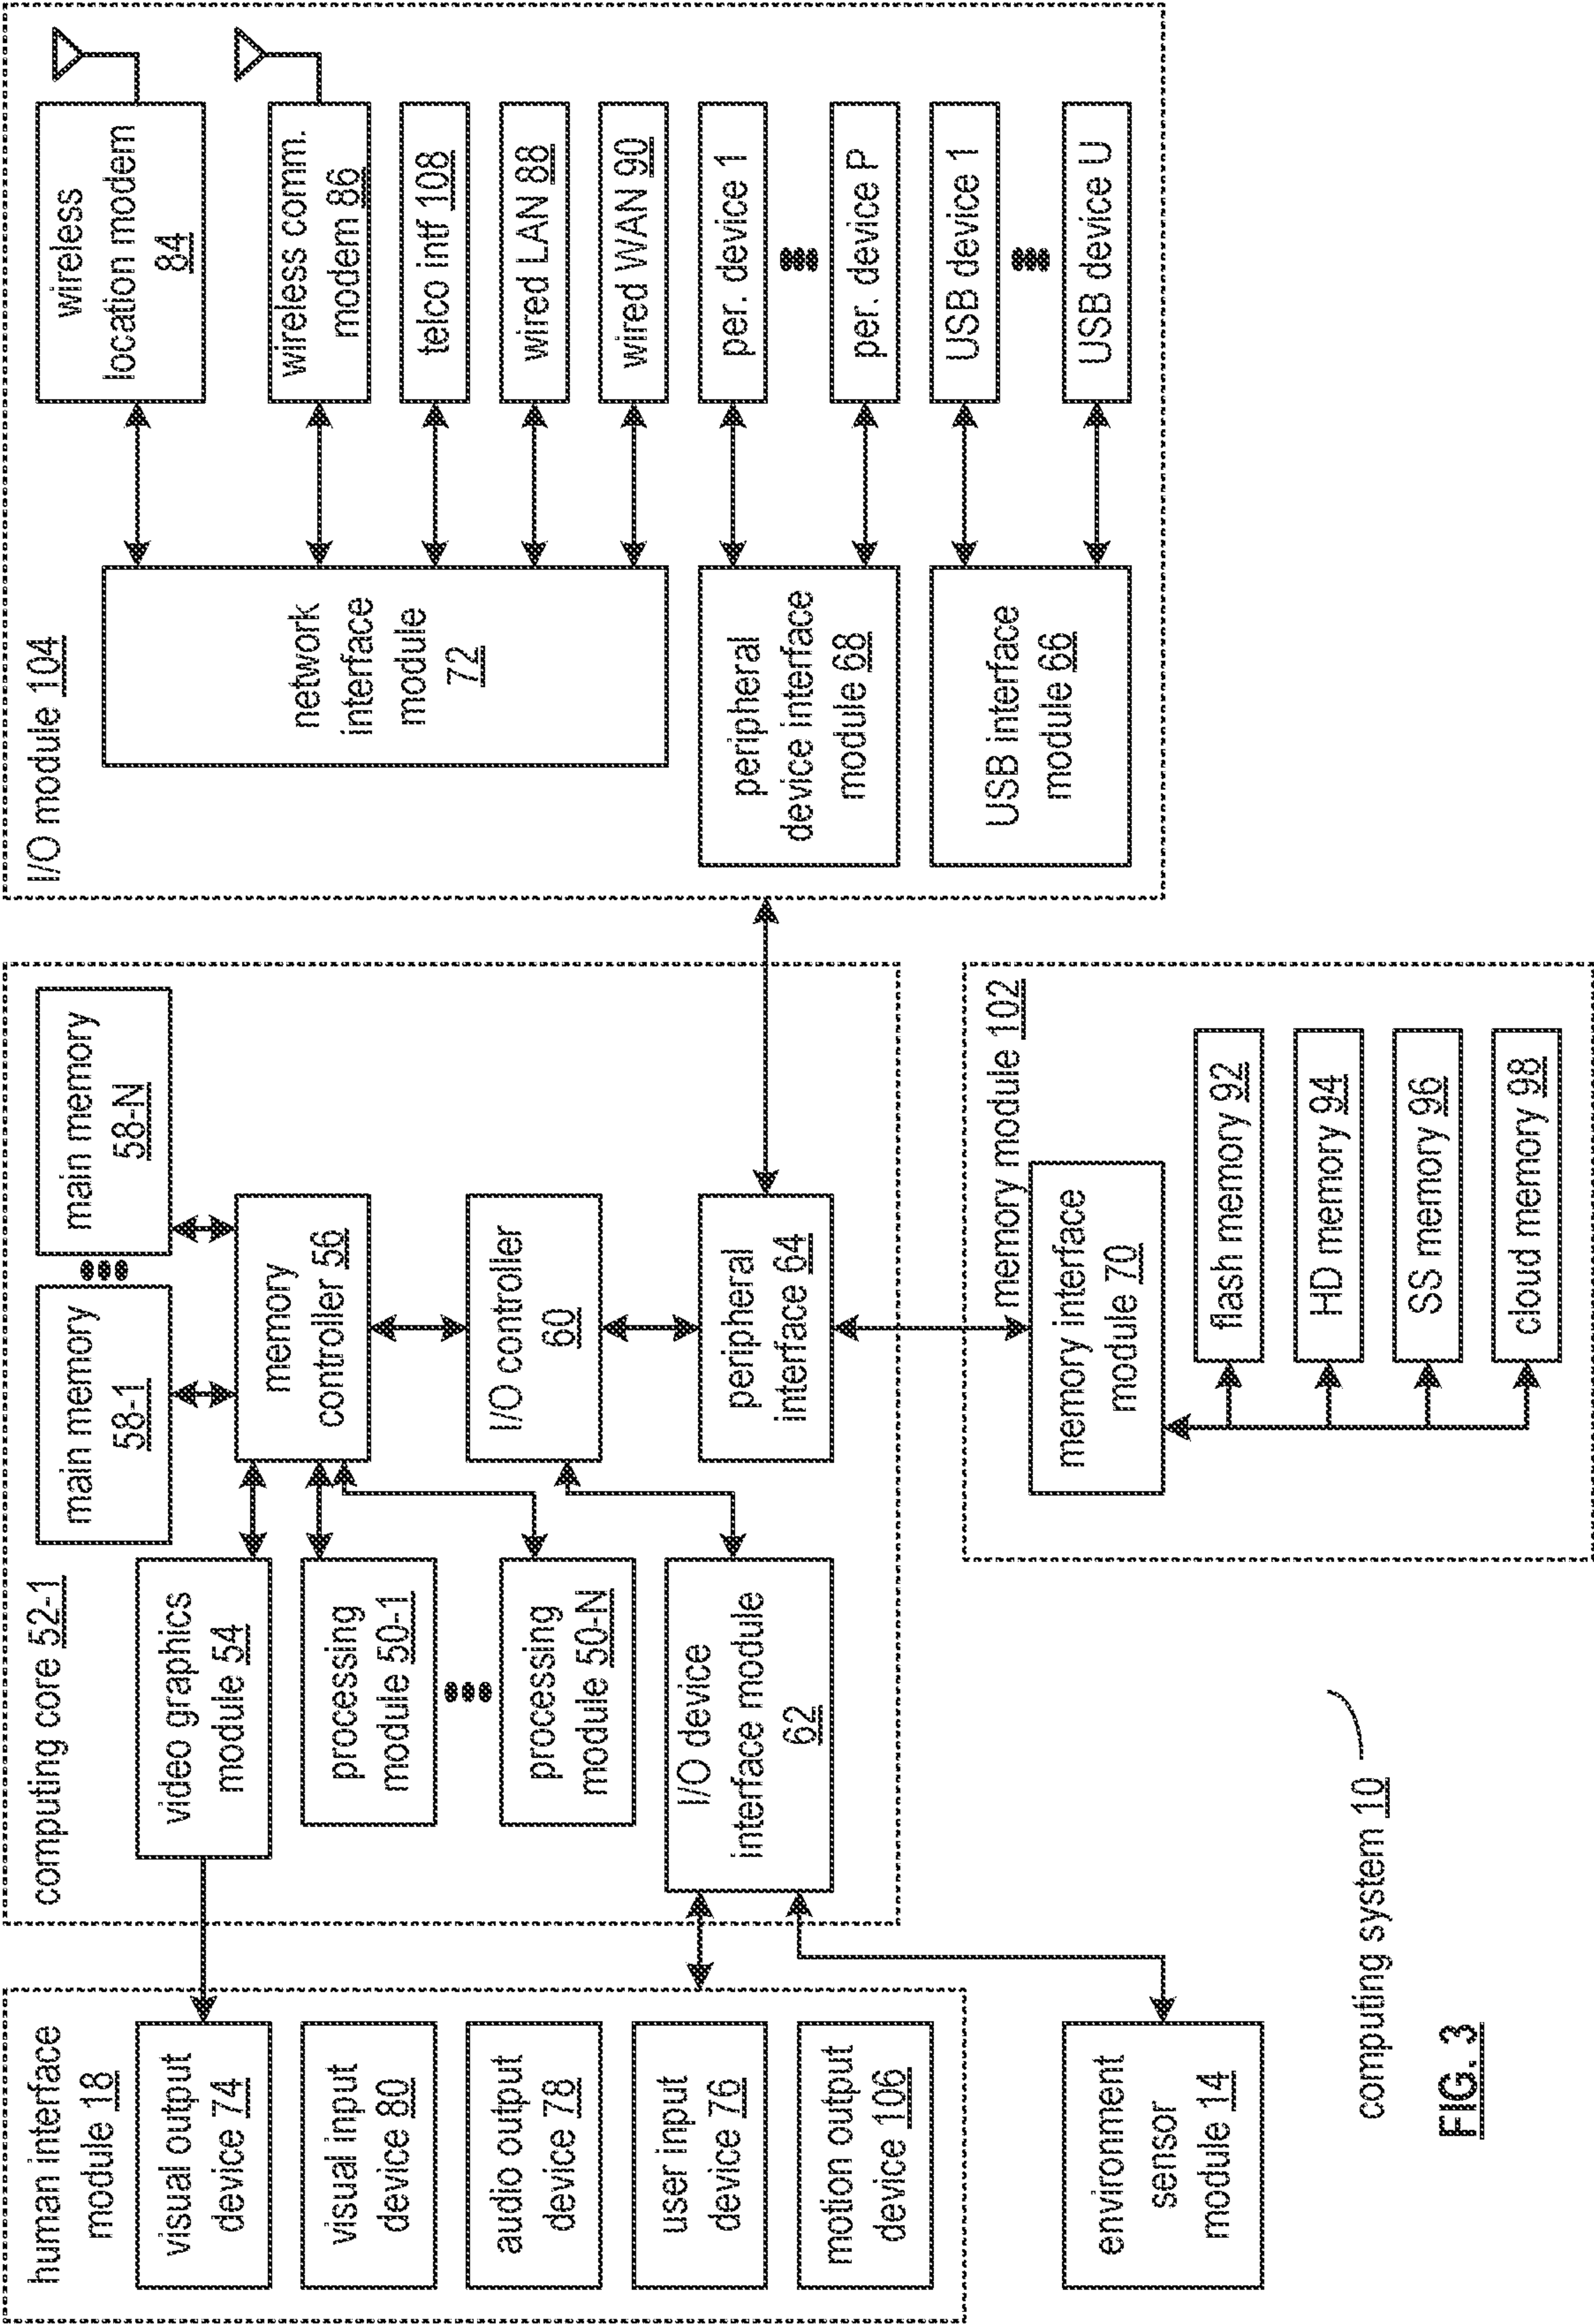 human interface
module 18
visual output
device 74
visual input
device 80
audio output
device 78
user input
device 76
motion output
device 106
environment
sensor
module 14
computing core 52-1
video graphics
module 54
processing
module 50-1
processing
module 50-N
I/O device
interface module
62
main memory
58-1
main memory
58-N
memory
controller 56
I/O controller
60
peripheral
interface 64
memory module 102
memory interface
module 70
flash memory 92
HD memory 94
SS memory 96
cloud memory 98
I/O module 104
network
interface
module
72
peripheral
device interface
module 68
USB interface
module 66
wireless
location modem
84
wireless comm.
modem 86
telco intf 108
wired LAN 88
wired WAN 90
per. device 1
per. device P
USB device 1
USB device U
computing system 10
FIG. 3